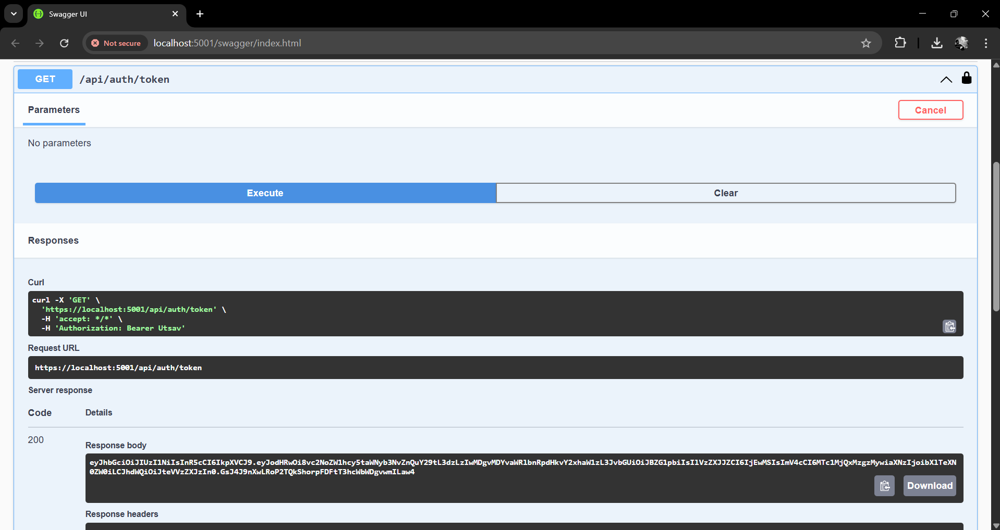 Swagger UI
Not secure
localhost:5001/swagger/index.html
GET
/api/auth/token
Parameters
Cancel
No parameters
Execute
Clear
Responses
Curl
curl -X 'GET' \
'https://localhost:5001/api/auth/token' \
-H 'accept: */*' \
-H 'Authorization: Bearer Utsav'
Request URL
https://localhost:5001/api/auth/token
Server response
Code
Details
200
Response body
eyJhbGciOiJIUzI1NiIsInR5cCI6IkpXVCJ9.eyJodHRwOi8vc2NoZW1hcy5taWNyb3NvZnQuY29tL3dzLzIwMDgvMDYvaWRlbnRpdHkvY2xhaW1zL3JvbGUiOiJBZG1pbiIsIlVzZXJJZCI6IjEwMSIsImV4cCI6MTc1MjQxMzgzMywiaXNzIjoibXlTeXN
0ZW0iLCJhdWQiOiJteVVzZXJzIn0.GsJ4J9nXwLRoP2TQkShorpFDFtT3hcWbWDgvwmILaw4
Download
Response headers